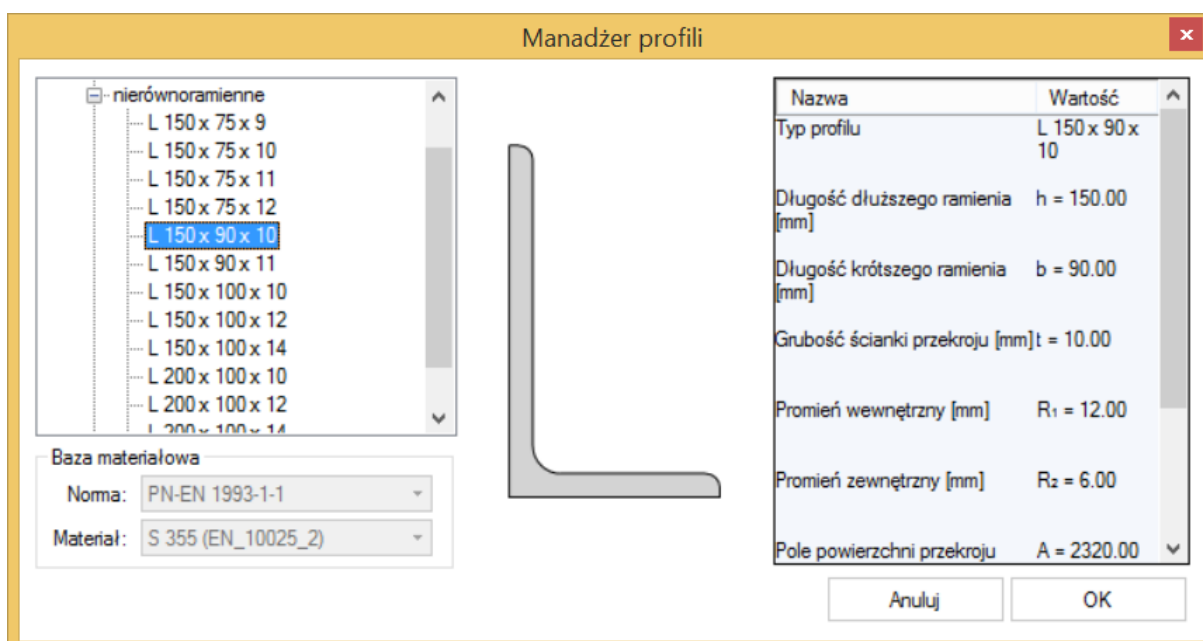 Manadżer profili
x
nierównoramienne
L 150 x 75 x 9
L 150 x 75 x 10
L 150 x 75 x 11
L 150 x 75 x 12
L 150 x 90 x 10
L 150 x 90 x 11
L 150 x 100 x 10
L 150 x 100 x 12
L 150 x 100 x 14
L 200 x 100 x 10
L 200 x 100 x 12
L 200 x 100 x 14
Baza materiałowa
Norma: PN-EN 1993-1-1
Materiał: S 355 (EN_10025_2)
Nazwa Wartość
Typ profilu L 150 x 90 x
10
Długość dłuższego ramienia h = 150.00
[mm]
Długość krótszego ramienia b = 90.00
[mm]
Grubość ścianki przekroju [mm] t = 10.00
Promień wewnętrzny [mm] R₁ = 12.00
Promień zewnętrzny [mm] R₂ = 6.00
Pole powierzchni przekroju A = 2320.00
Anuluj OK